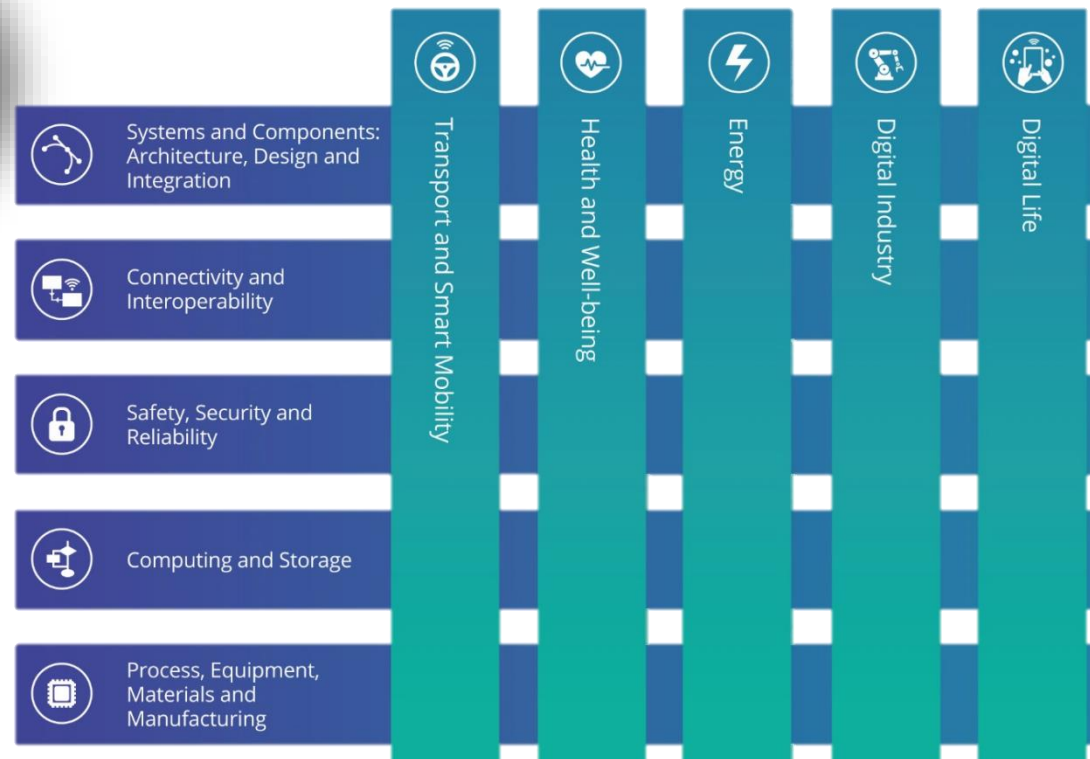 Systems and Components:
Architecture, Design and
Integration
Connectivity and
Interoperability
Safety, Security and
Reliability
Computing and Storage
Process, Equipment,
Materials and
Manufacturing
Transport and Smart Mobility
Health and Well-being
Energy
Digital Industry
Digital Life